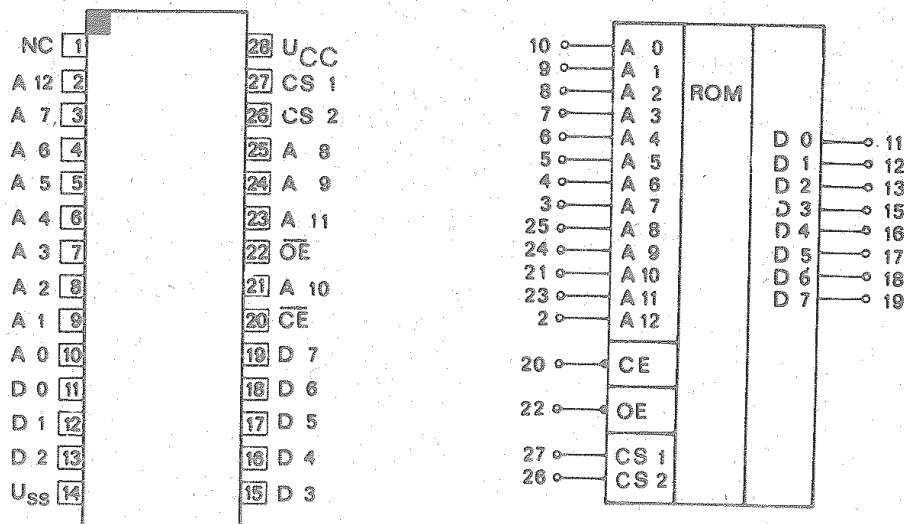 NC 1
A 12 2
A 7 3
A 6 4
A 5 5
A 4 6
A 3 7
A 2 8
A 1 9
A 0 10
D 0 11
D 1 12
D 2 13
USS 14
28 UCC
27 CS 1
26 CS 2
25 A 8
24 A 9
23 A 11
22 O̅E̅
21 A 10
20 C̅E̅
19 D 7
18 D 6
17 D 5
16 D 4
15 D 3
10 A 0
9 A 1
8 A 2
7 A 3
6 A 4
5 A 5
4 A 6
3 A 7
25 A 8
24 A 9
21 A 10
23 A 11
2 A 12
20 CE
22 OE
27 CS 1
26 CS 2
ROM
D 0 11
D 1 12
D 2 13
D 3 15
D 4 16
D 5 17
D 6 18
D 7 19